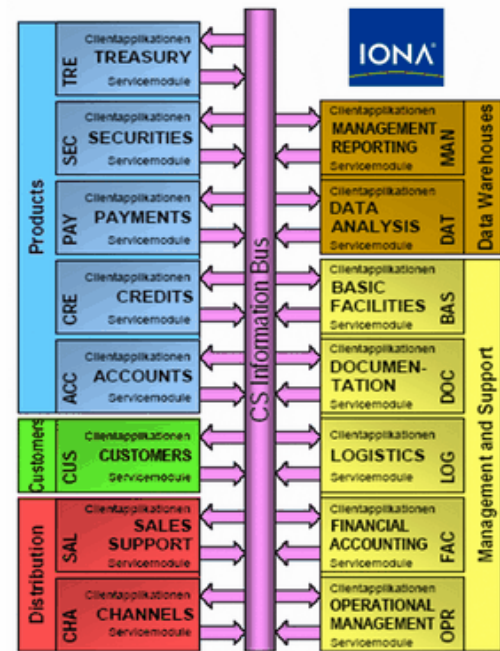 IONA®
Products
TRE
Clientapplikationen
TREASURY
Servicemodule
SEC
Clientapplikationen
SECURITIES
Servicemodule
PAY
Clientapplikationen
PAYMENTS
Servicemodule
CRE
Clientapplikationen
CREDITS
Servicemodule
ACC
Clientapplikationen
ACCOUNTS
Servicemodule
Customers
CUS
Clientapplikationen
CUSTOMERS
Servicemodule
Distribution
SAL
Clientapplikationen
SALES
SUPPORT
Servicemodule
CHA
Clientapplikationen
CHANNELS
Servicemodule
CS Information Bus
Clientapplikationen
MANAGEMENT
REPORTING
Servicemodule
MAN
Clientapplikationen
DATA
ANALYSIS
Servicemodule
DAT
Data Warehouses
Clientapplikationen
BASIC
FACILITIES
Servicemodule
BAS
Clientapplikationen
DOCUMEN-
TATION
Servicemodule
DOC
Clientapplikationen
LOGISTICS
Servicemodule
LOG
Clientapplikationen
FINANCIAL
ACCOUNTING
Servicemodule
FAC
Clientapplikationen
OPERATIONAL
MANAGEMENT
Servicemodule
OPR
Management and Support